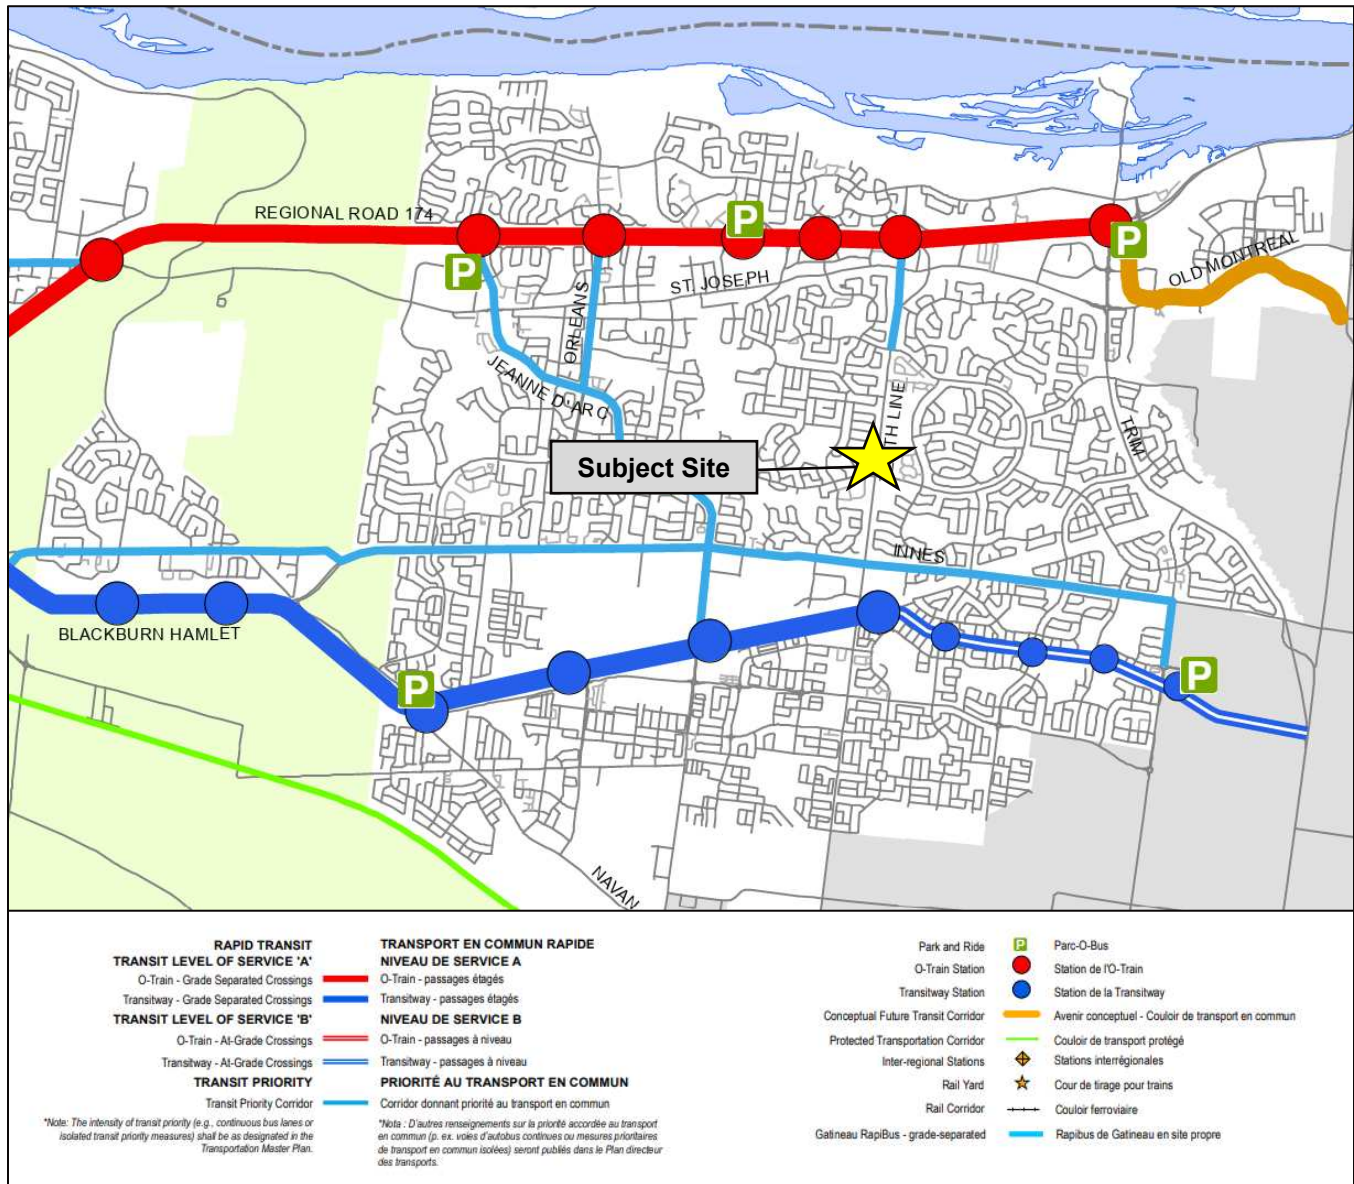 REGIONAL ROAD 174
P
P
P
OLD MONTREAL
ST. JOSEPH
ORLEANS
JEANNE D'ARC
TH LINE
TRIM
Subject Site
INNES
BLACKBURN HAMLET
P
P
NAVAN
RAPID TRANSIT
TRANSIT LEVEL OF SERVICE 'A'
O-Train - Grade Separated Crossings
Transitway - Grade Separated Crossings
TRANSIT LEVEL OF SERVICE 'B'
O-Train - At-Grade Crossings
Transitway - At-Grade Crossings
TRANSIT PRIORITY
Transit Priority Corridor
*Note: The intensity of transit priority (e.g., continuous bus lanes or
isolated transit priority measures) shall be as designated in the
Transportation Master Plan.
TRANSPORT EN COMMUN RAPIDE
NIVEAU DE SERVICE A
O-Train - passages étagés
Transitway - passages étagés
NIVEAU DE SERVICE B
O-Train - passages à niveau
Transitway - passages à niveau
PRIORITÉ AU TRANSPORT EN COMMUN
Corridor donnant priorité au transport en commun
*Nota : D'autres renseignements sur la priorité accordée au transport
en commun (p. ex. voies d'autobus continues ou mesures prioritaires
de transport en commun isolées) seront publiés dans le Plan directeur
des transports.
Park and Ride P Parc-O-Bus
O-Train Station Station de l'O-Train
Transitway Station Station de la Transitway
Conceptual Future Transit Corridor Avenir conceptuel - Couloir de transport en commun
Protected Transportation Corridor Couloir de transport protégé
Inter-regional Stations Stations interrégionales
Rail Yard Cour de tirage pour trains
Rail Corridor Couloir ferroviaire
Gatineau RapiBus - grade-separated Rapibus de Gatineau en site propre